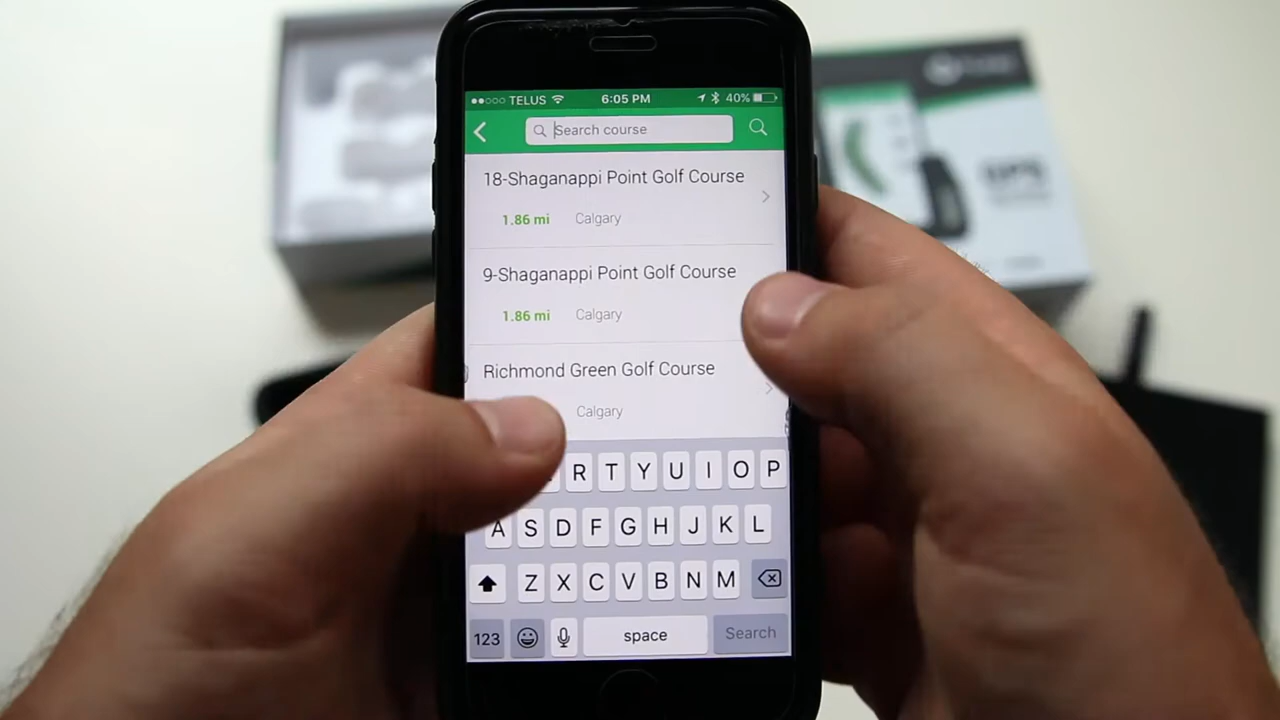 TELUS 6:05 PM 40%
Search course
18-Shaganappi Point Golf Course
1.86 mi Calgary
9-Shaganappi Point Golf Course
1.86 mi Calgary
Richmond Green Golf Course
Calgary
R T Y U I O P
A S D F G H J K L
Z X C V B N M
123 space Search
GPS